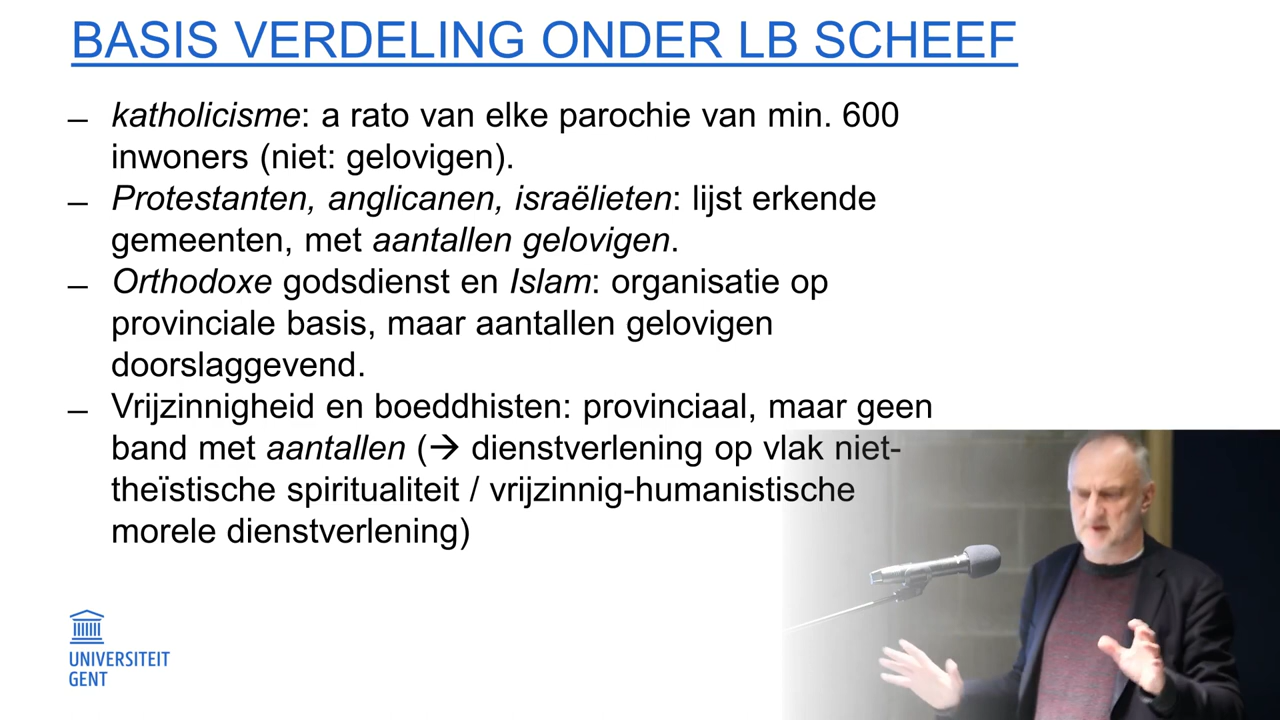 BASIS VERDELING ONDER LB SCHEEF
– katholicisme: a rato van elke parochie van min. 600
inwoners (niet: gelovigen).
– Protestanten, anglicanen, israëlieten: lijst erkende
gemeenten, met aantallen gelovigen.
– Orthodoxe godsdienst en Islam: organisatie op
provinciale basis, maar aantallen gelovigen
doorslaggevend.
– Vrijzinnigheid en boeddhisten: provinciaal, maar geen
band met aantallen (→ dienstverlening op vlak niet-
theïstische spiritualiteit / vrijzinnig-humanistische
morele dienstverlening)
UNIVERSITEIT
GENT